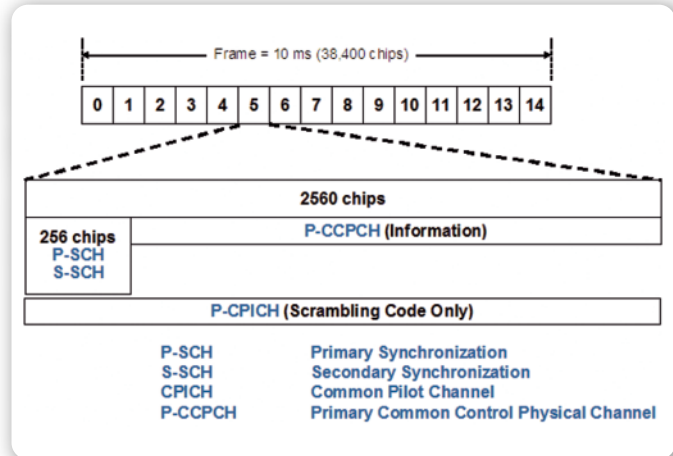 Frame = 10 ms (38,400 chips)
0 1 2 3 4 5 6 7 8 9 10 11 12 13 14
2560 chips
256 chips
P-SCH
S-SCH
P-CCPCH (Information)
P-CPICH (Scrambling Code Only)
P-SCH Primary Synchronization
S-SCH Secondary Synchronization
CPICH Common Pilot Channel
P-CCPCH Primary Common Control Physical Channel